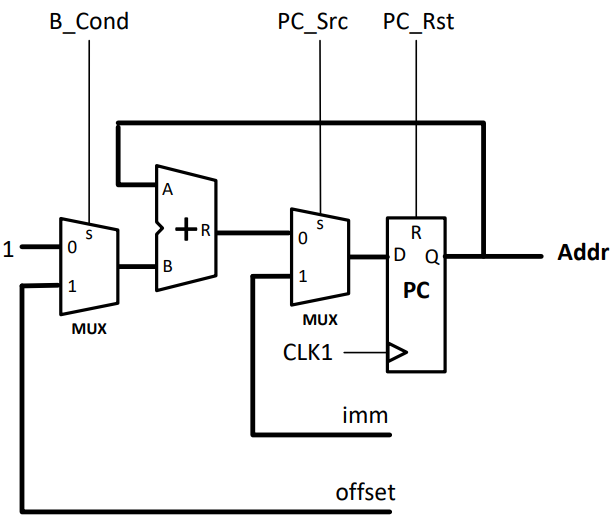 B_Cond PC_Src PC_Rst
A
s + R s R
1 0 0 D Q Addr
B
1 1 PC
MUX MUX
CLK1
imm
offset